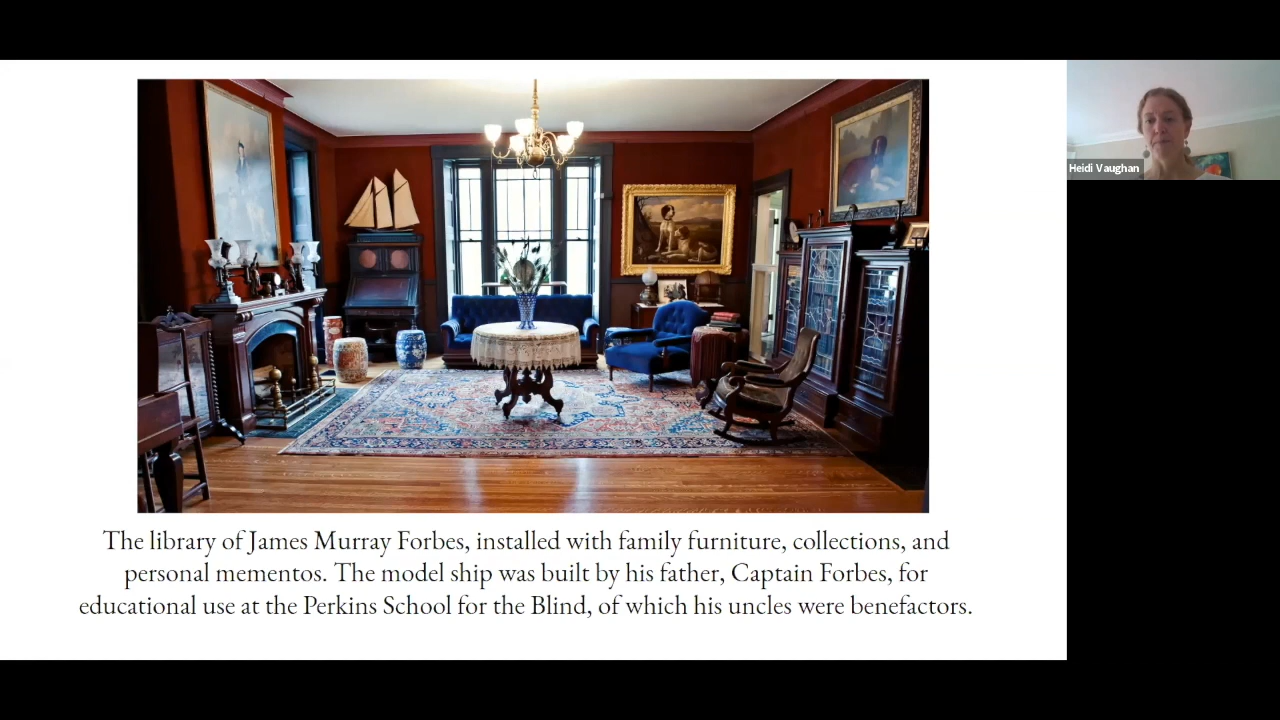 Heidi Vaughan
The library of James Murray Forbes, installed with family furniture, collections, and
personal mementos. The model ship was built by his father, Captain Forbes, for
educational use at the Perkins School for the Blind, of which his uncles were benefactors.